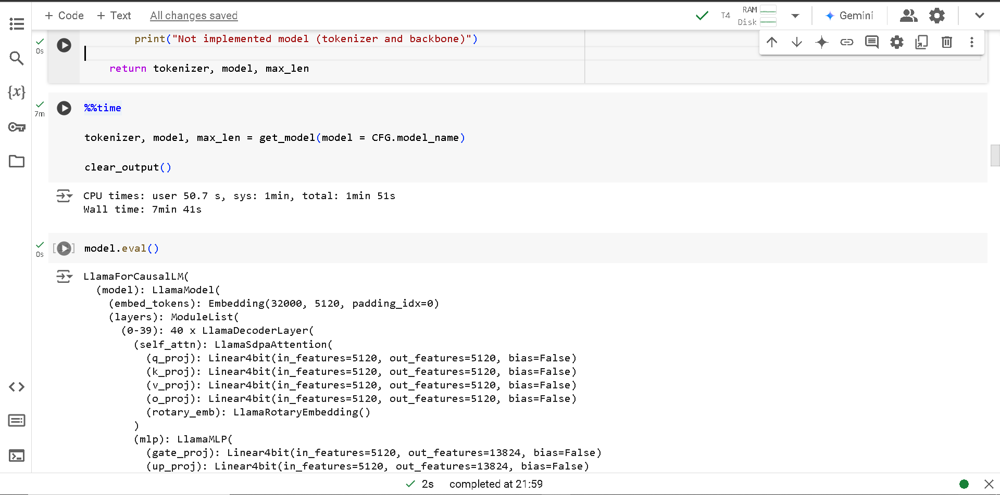 + Code + Text All changes saved T4 RAM Disk Gemini
0s
print("Not implemented model (tokenizer and backbone)")
return tokenizer, model, max_len
7m
%%time
tokenizer, model, max_len = get_model(model = CFG.model_name)
clear_output()
CPU times: user 50.7 s, sys: 1min, total: 1min 51s
Wall time: 7min 41s
0s
model.eval()
LlamaForCausalLM(
(model): LlamaModel(
(embed_tokens): Embedding(32000, 5120, padding_idx=0)
(layers): ModuleList(
(0-39): 40 x LlamaDecoderLayer(
(self_attn): LlamaSdpaAttention(
(q_proj): Linear4bit(in_features=5120, out_features=5120, bias=False)
(k_proj): Linear4bit(in_features=5120, out_features=5120, bias=False)
(v_proj): Linear4bit(in_features=5120, out_features=5120, bias=False)
(o_proj): Linear4bit(in_features=5120, out_features=5120, bias=False)
(rotary_emb): LlamaRotaryEmbedding()
)
(mlp): LlamaMLP(
(gate_proj): Linear4bit(in_features=5120, out_features=13824, bias=False)
(up_proj): Linear4bit(in_features=5120, out_features=13824, bias=False)
2s completed at 21:59